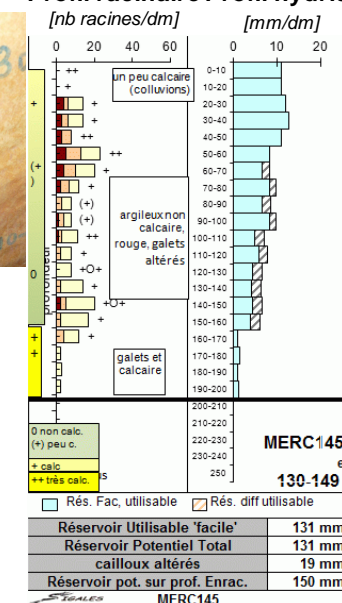 [nb racines/dm] [mm/dm]
0 20 40 60 0 10 20
un peu calcaire
(colluvions)
++
+
+
+
++
++
+
+
(+)
(+)
++
+
+O+
+
+O+
+
+
+
(+
)
0
+
+
argileux non
calcaire,
rouge, galets
altérés
galets et
calcaire
0-10
10-20
20-30
30-40
40-50
50-60
60-70
70-80
80-90
90-100
100-110
110-120
120-130
130-140
140-150
150-160
160-170
170-180
180-190
190-200
200-210
210-220
220-230
230-240
250
0 non calc.
(+) peu c.
+ calc
++ très calc.
MERC145
e
130-149
Rés. Fac, utilisable Rés. diff utilisable
Réservoir Utilisable 'facile' 131 mm
Réservoir Potentiel Total 131 mm
cailloux altérés 19 mm
Réservoir pot. sur prof. Enrac. 150 mm
SIGALES MERC145